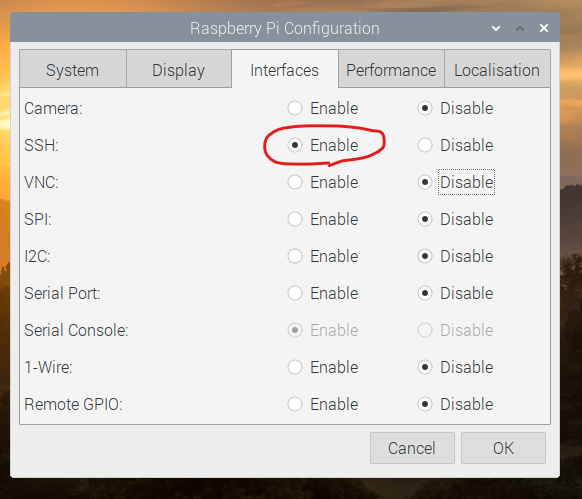 Raspberry Pi Configuration
System Display Interfaces Performance Localisation
Camera: Enable Disable
SSH: Enable Disable
VNC: Enable Disable
SPI: Enable Disable
I2C: Enable Disable
Serial Port: Enable Disable
Serial Console: Enable Disable
1-Wire: Enable Disable
Remote GPIO: Enable Disable
Cancel OK